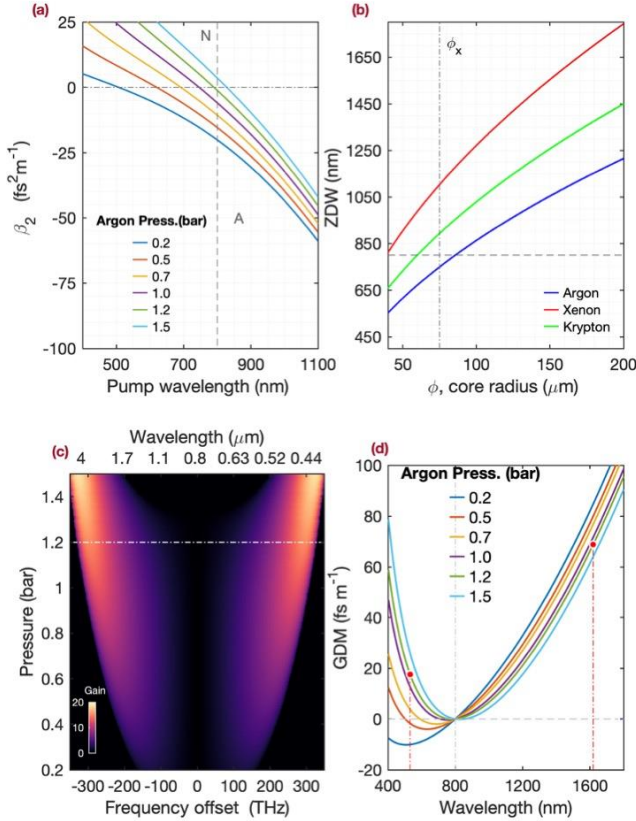 (a)
25
0
-25
-50
-75
-100
β₂ (fs²m⁻¹)
N
A
Argon Press.(bar)
0.2
0.5
0.7
1.0
1.2
1.5
500 700 900 1100
Pump wavelength (nm)
(b)
1650
1450
1250
1050
850
650
450
ZDW (nm)
ϕx
Argon
Xenon
Krypton
50 100 150 200
ϕ, core radius (μm)
(c)
Wavelength (μm)
4 1.7 1.1 0.8 0.63 0.52 0.44
1.4
1.2
1
0.8
0.6
0.4
0.2
Pressure (bar)
Gain
20
10
0
-300 -200 -100 0 100 200 300
Frequency offset (THz)
(d)
100
80
60
40
20
0
-20
GDM (fs m⁻¹)
Argon Press. (bar)
0.2
0.5
0.7
1.0
1.2
1.5
400 800 1200 1600
Wavelength (nm)